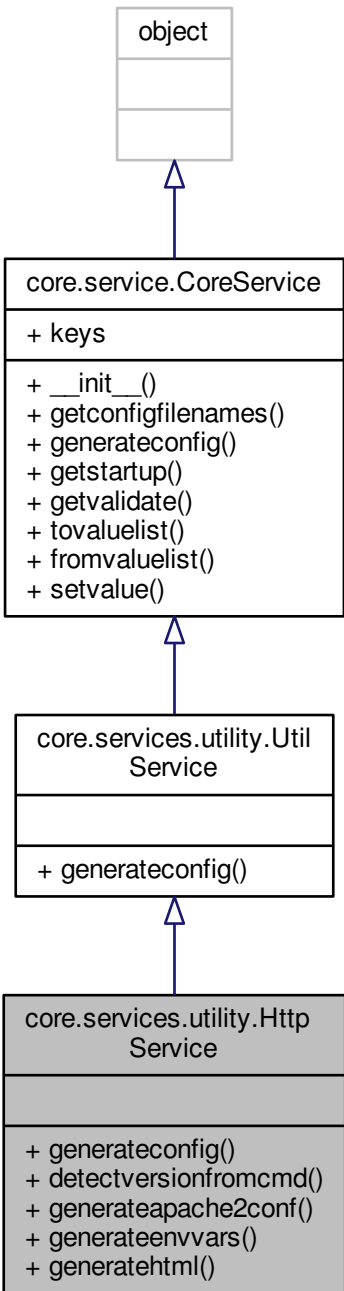 object
core.service.CoreService
+ keys
+ __init__()
+ getconfigfilenames()
+ generateconfig()
+ getstartup()
+ getvalidate()
+ tovaluelist()
+ fromvaluelist()
+ setvalue()
core.services.utility.Util
Service
+ generateconfig()
core.services.utility.Http
Service
+ generateconfig()
+ detectversionfromcmd()
+ generateapache2conf()
+ generateenvvars()
+ generatehtml()